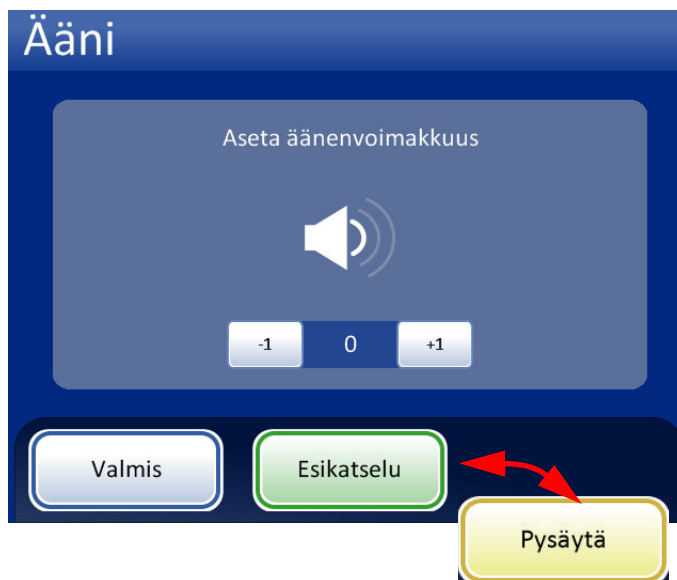 Ääni
Aseta äänenvoimakkuus
-1 0 +1
Valmis Esikatselu
Pysäytä